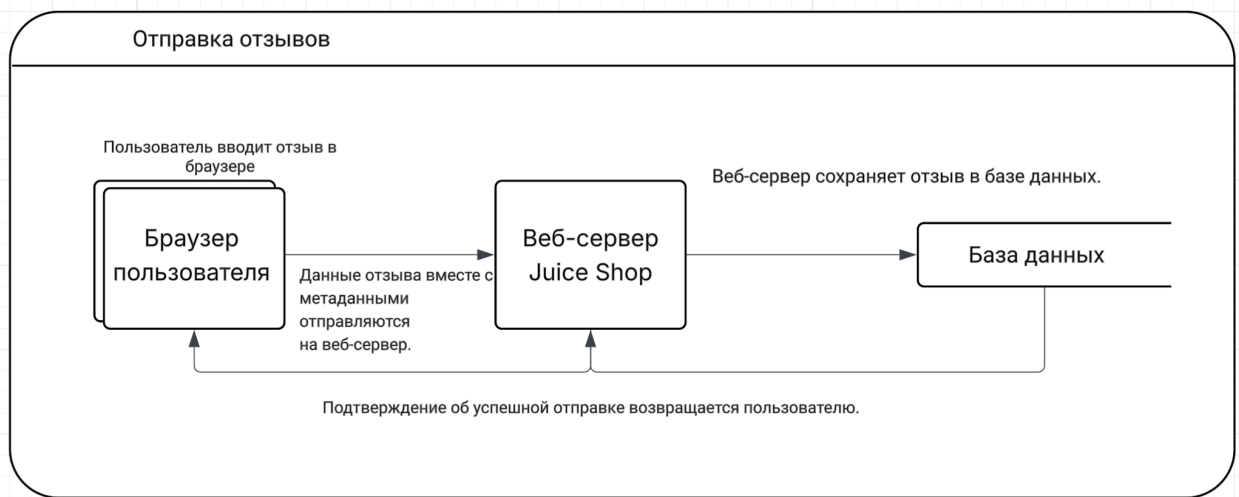 Отправка отзывов
Пользователь вводит отзыв в
браузере
Браузер
пользователя
Данные отзыва вместе с
метаданными
отправляются
на веб-сервер.
Веб-сервер
Juice Shop
Веб-сервер сохраняет отзыв в базе данных.
База данных
Подтверждение об успешной отправке возвращается пользователю.